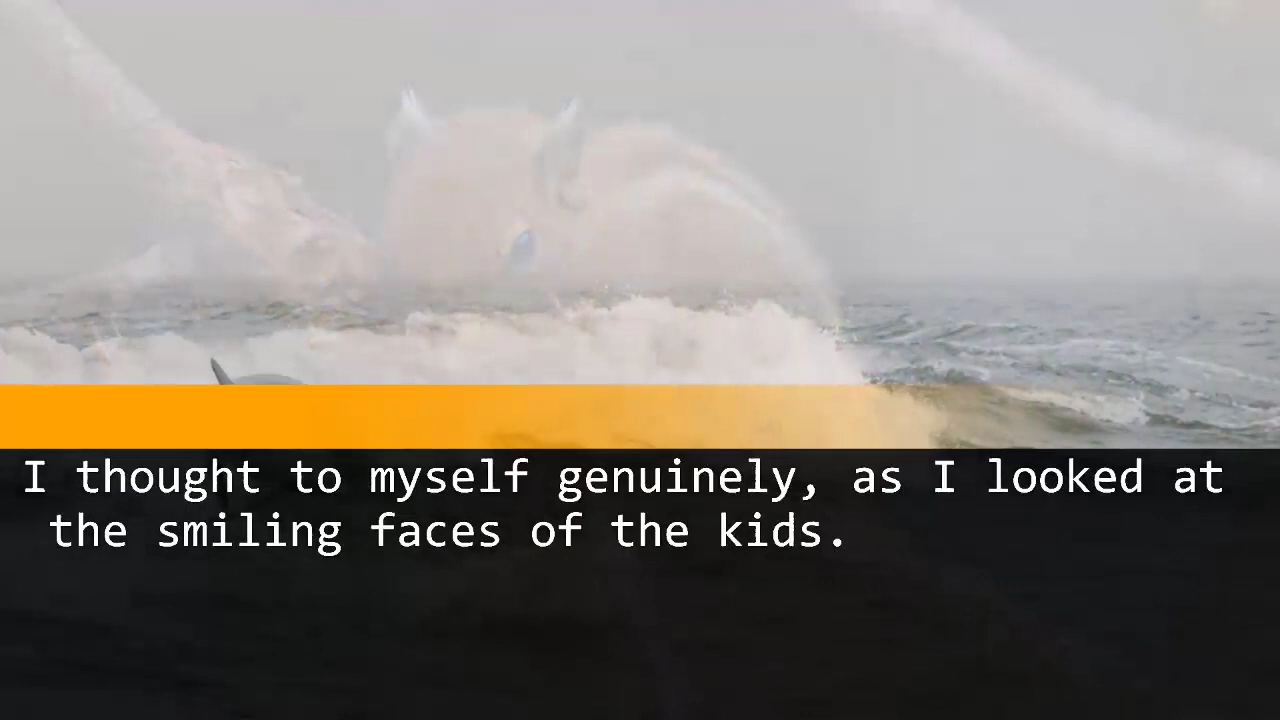 I thought to myself genuinely, as I looked at
the smiling faces of the kids.